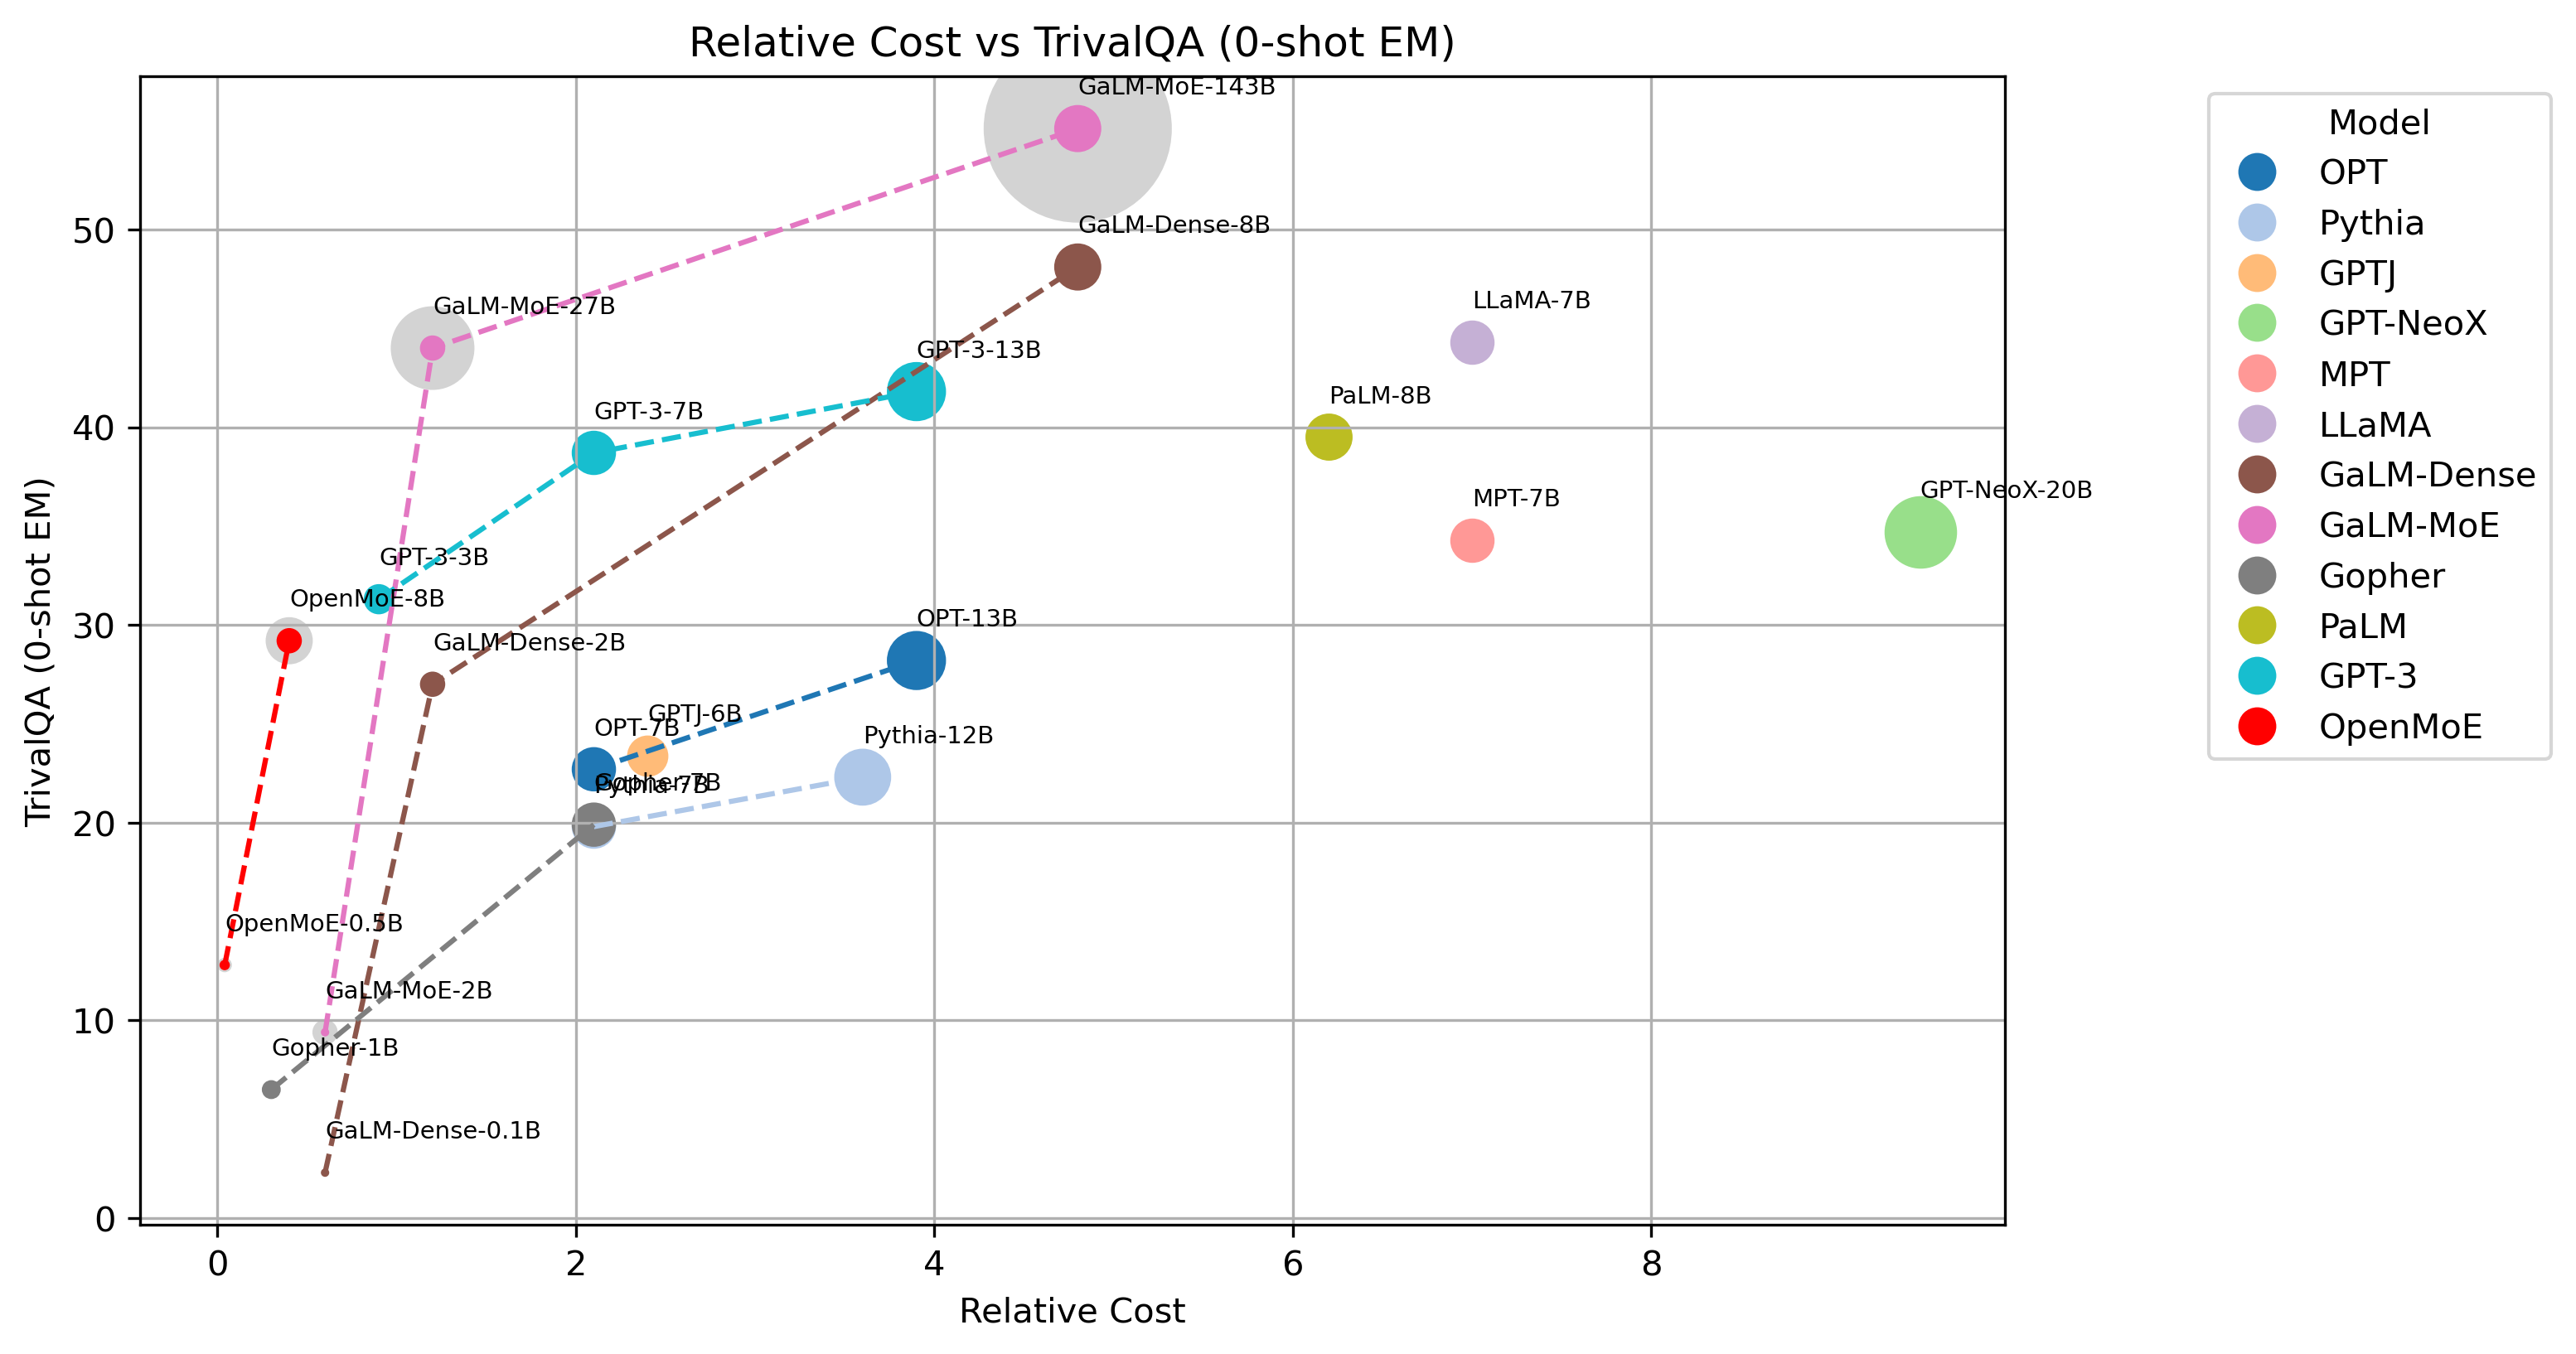 Relative Cost vs TrivalQA (0-shot EM)
GaLM-MoE-143B
GaLM-Dense-8B
GaLM-MoE-27B
LLaMA-7B
GPT-3-13B
PaLM-8B
GPT-3-7B
GPT-NeoX-20B
MPT-7B
GPT-3-3B
OpenMoE-8B
OPT-13B
GaLM-Dense-2B
GPTJ-6B
OPT-7B
Pythia-12B
Gopher-7B
Pythia-7B
OpenMoE-0.5B
GaLM-MoE-2B
Gopher-1B
GaLM-Dense-0.1B
TrivalQA (0-shot EM)
50
40
30
20
10
0
0 2 4 6 8
Relative Cost
Model
OPT
Pythia
GPTJ
GPT-NeoX
MPT
LLaMA
GaLM-Dense
GaLM-MoE
Gopher
PaLM
GPT-3
OpenMoE